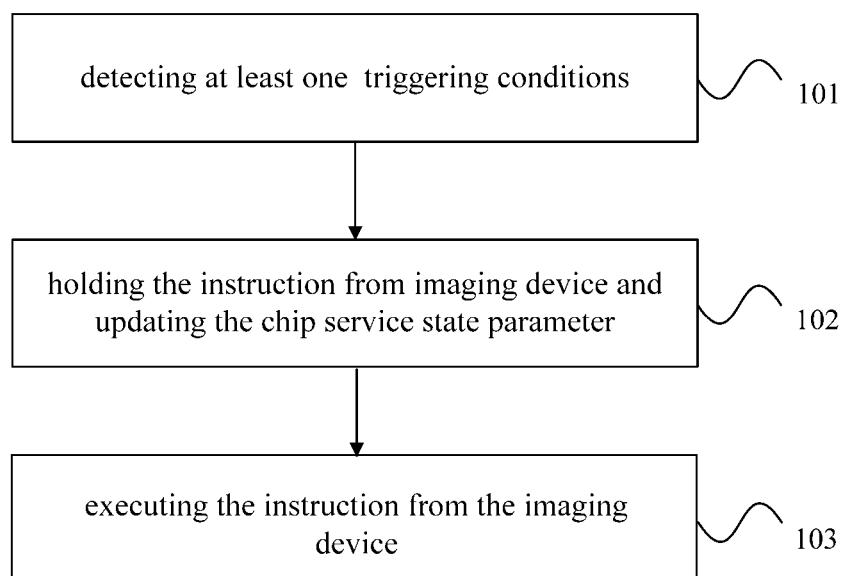 detecting at least one triggering conditions
101
holding the instruction from imaging device and
updating the chip service state parameter
102
executing the instruction from the imaging
device
103